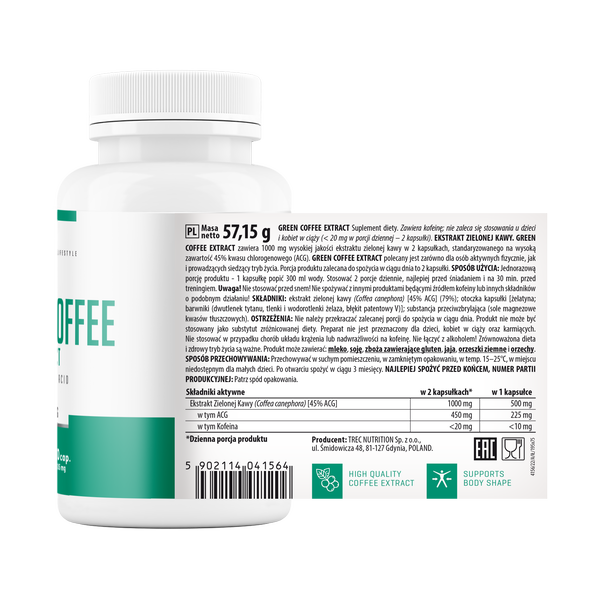 IFESTYLE
OFFEE
T
ACID
S
0cap.
PL Masa netto 57,15 g
GREEN COFFEE EXTRACT Suplement diety. Zawiera kofeinę; nie zaleca się stosowania u dzieci
i kobiet w ciąży (< 20 mg w porcji dziennej – 2 kapsułki). EKSTRAKT ZIELONEJ KAWY. GREEN
COFFEE EXTRACT zawiera 1000 mg wysokiej jakości ekstraktu zielonej kawy w 2 kapsułkach, standaryzowanego na wysoką
zawartość 45% kwasu chlorogenowego (ACG). GREEN COFFEE EXTRACT polecany jest zarówno dla osób aktywnych fizycznie, jak
i prowadzących siedzący tryb życia. Porcja produktu zalecana do spożycia w ciągu dnia to 2 kapsułki. SPOSÓB UŻYCIA: Jednorazową
porcję produktu - 1 kapsułkę popić 300 ml wody. Stosować 2 porcje dziennie, najlepiej przed śniadaniem i na 30 min. przed
treningiem. Uwaga! Nie stosować przed snem! Nie spożywać z innymi produktami będącymi źródłem kofeiny lub innych składników
o podobnym działaniu! SKŁADNIKI: ekstrakt zielonej kawy (Coffea canephora) [45% ACG] (79%); otoczka kapsułki [żelatyna;
barwniki (dwutlenek tytanu, tlenki i wodorotlenki żelaza, błękit patentowy V)]; substancja przeciwzbrylająca (sole magnezowe
kwasów tłuszczowych). OSTRZEŻENIA: Nie należy przekraczać zalecanej porcji do spożycia w ciągu dnia. Produkt nie może być
stosowany jako substytut zróżnicowanej diety. Preparat nie jest przeznaczony dla dzieci, kobiet w ciąży oraz karmiących.
Nie stosować w przypadku chorób układu krążenia lub nadwrażliwości na kofeinę. Nie łączyć z alkoholem! Zrównoważona dieta
i zdrowy tryb życia są ważne. Produkt może zawierać: mleko, soję, zboża zawierające gluten, jaja, orzeszki ziemne i orzechy.
SPOSÓB PRZECHOWYWANIA: Przechowywać w suchym pomieszczeniu, w zamkniętym opakowaniu, w temp. 15–25°C, w miejscu
niedostępnym dla małych dzieci. Po otwarciu spożyć w ciągu 3 miesięcy. NAJLEPIEJ SPOŻYĆ PRZED KOŃCEM, NUMER PARTII
PRODUKCYJNEJ: Patrz spód opakowania.
Składniki aktywne w 2 kapsułkach* w 1 kapsułce
Ekstrakt Zielonej Kawy (Coffea canephora) [45% ACG] 1000 mg 500 mg
w tym ACG 450 mg 225 mg
w tym Kofeina <20 mg <10 mg
*Dzienna porcja produktu
Producent: TREC NUTRITION Sp. z o.o.,
ul. Śmidowicza 48, 81-127 Gdynia, POLAND.
EAC
5 902114 041564
HIGH QUALITY
COFFEE EXTRACT
SUPPORTS
BODY SHAPE